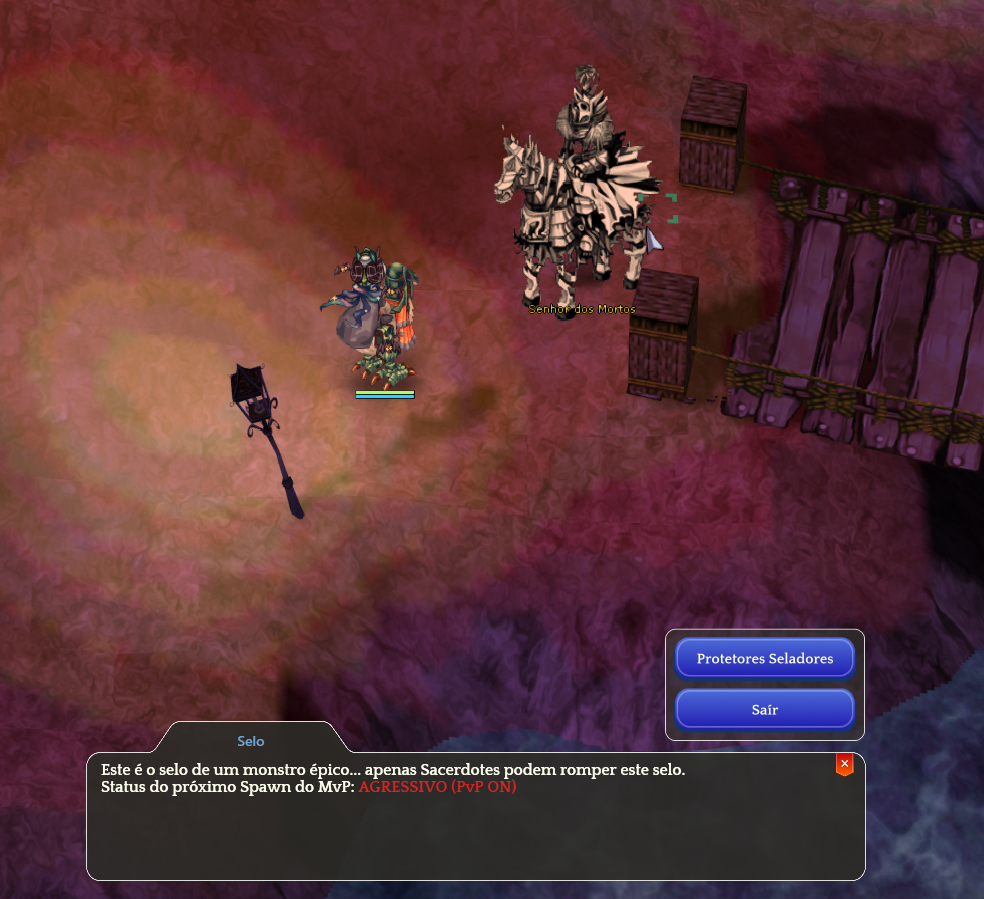 Senhor dos Mortos
Protetores Seladores
Saír
Selo
Este é o selo de um monstro épico... apenas Sacerdotes podem romper este selo.
Status do próximo Spawn do MvP: AGRESSIVO (PvP ON)